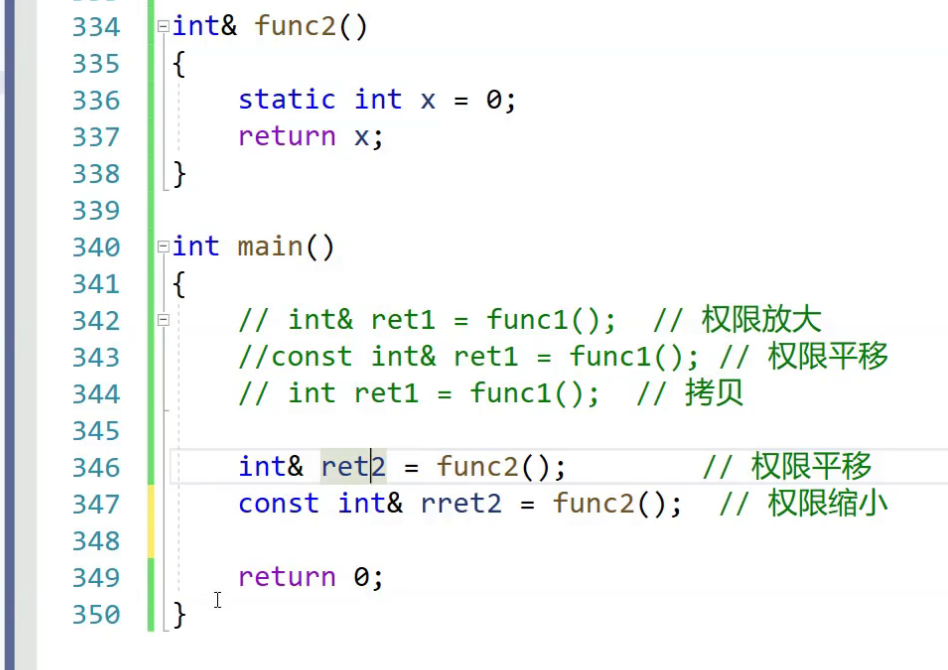 334 int& func2()
335 {
336 static int x = 0;
337 return x;
338 }
339
340 int main()
341 {
342 // int& ret1 = func1(); // 权限放大
343 //const int& ret1 = func1(); // 权限平移
344 // int ret1 = func1(); // 拷贝
345
346 int& ret2 = func2(); // 权限平移
347 const int& rret2 = func2(); // 权限缩小
348
349 return 0;
350 }